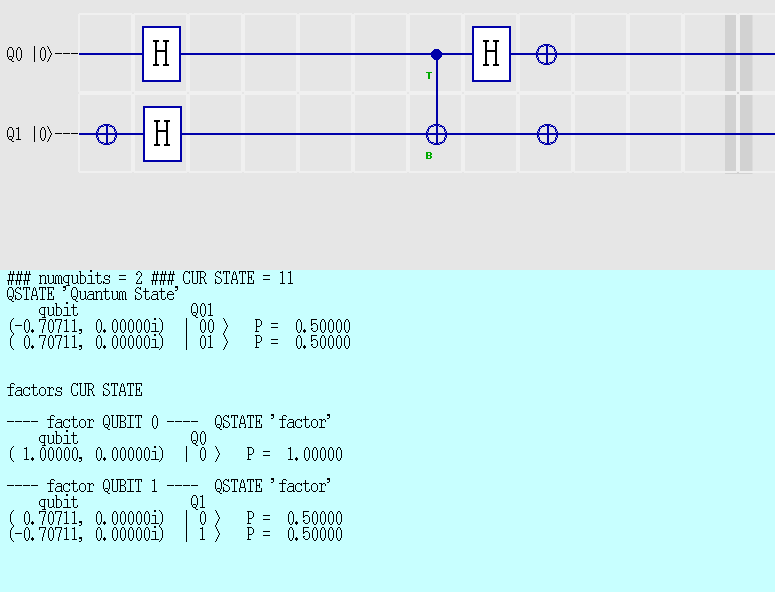 Q0 |0⟩---
H
H
T
Q1 |0⟩---
H
B
### numqubits = 2 ### CUR STATE = 11
QSTATE 'Quantum State'
qubit Q01
(-0.70711, 0.00000i) | 00 ⟩ P = 0.50000
( 0.70711, 0.00000i) | 01 ⟩ P = 0.50000
factors CUR STATE
---- factor QUBIT 0 ---- QSTATE 'factor'
qubit Q0
( 1.00000, 0.00000i) | 0 ⟩ P = 1.00000
---- factor QUBIT 1 ---- QSTATE 'factor'
qubit Q1
( 0.70711, 0.00000i) | 0 ⟩ P = 0.50000
(-0.70711, 0.00000i) | 1 ⟩ P = 0.50000